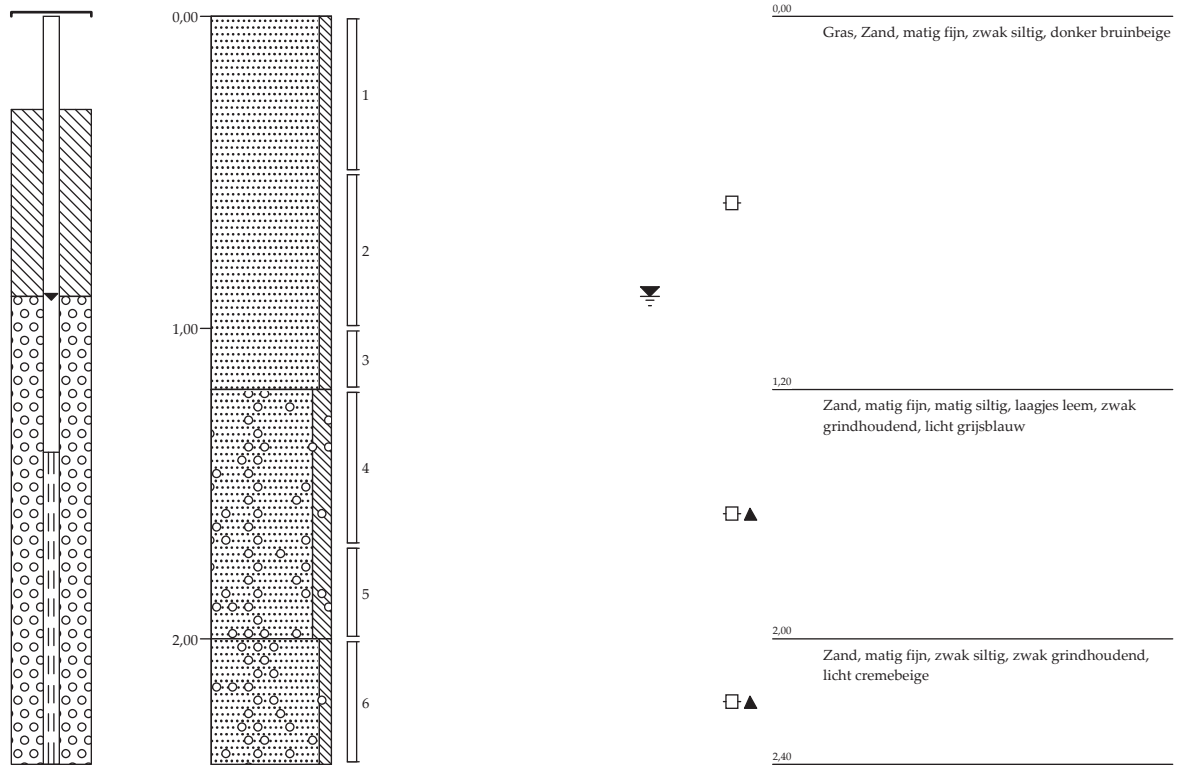 0,00
1,00
2,00
1
2
3
4
5
6
0,00
Gras, Zand, matig fijn, zwak siltig, donker bruinbeige
1,20
Zand, matig fijn, matig siltig, laagjes leem, zwak
grindhoudend, licht grijsblauw
2,00
Zand, matig fijn, zwak siltig, zwak grindhoudend,
licht cremebeige
2,40